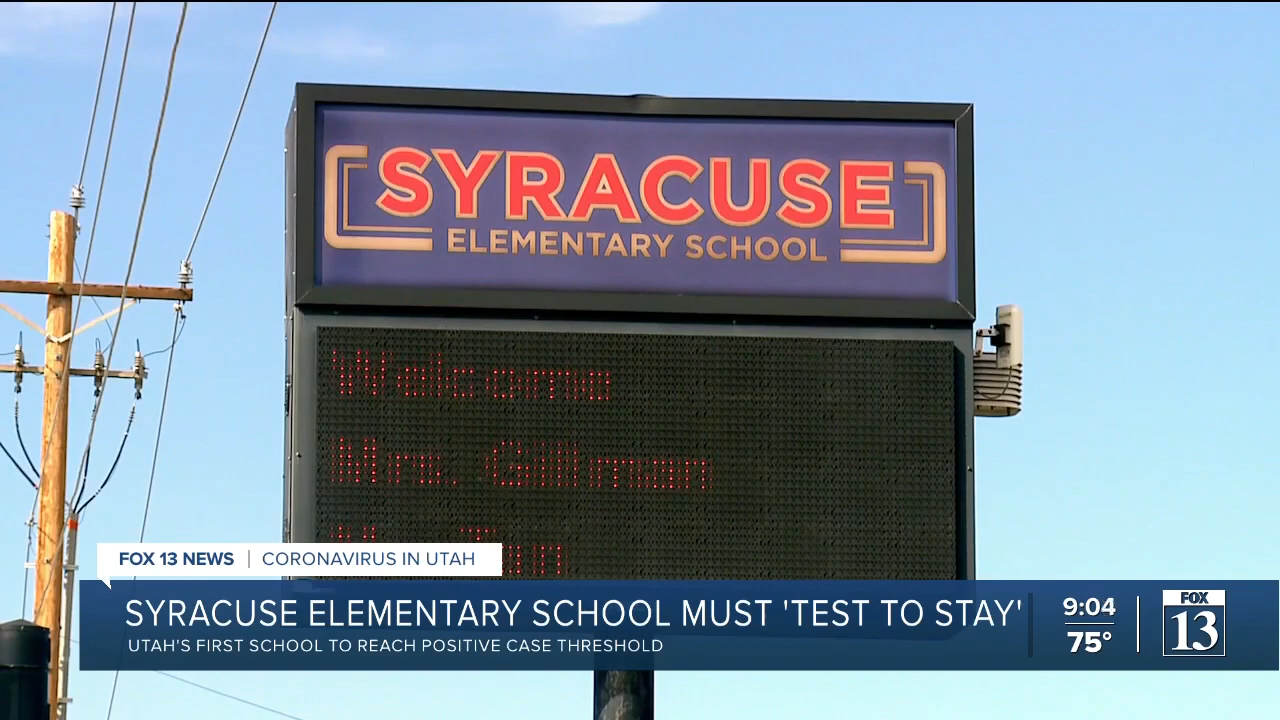 SYRACUSE
ELEMENTARY SCHOOL
Welcome
Mrs. Gillman
FOX 13 NEWS | CORONAVIRUS IN UTAH
SYRACUSE ELEMENTARY SCHOOL MUST 'TEST TO STAY'
UTAH'S FIRST SCHOOL TO REACH POSITIVE CASE THRESHOLD
9:04
75°
FOX
13